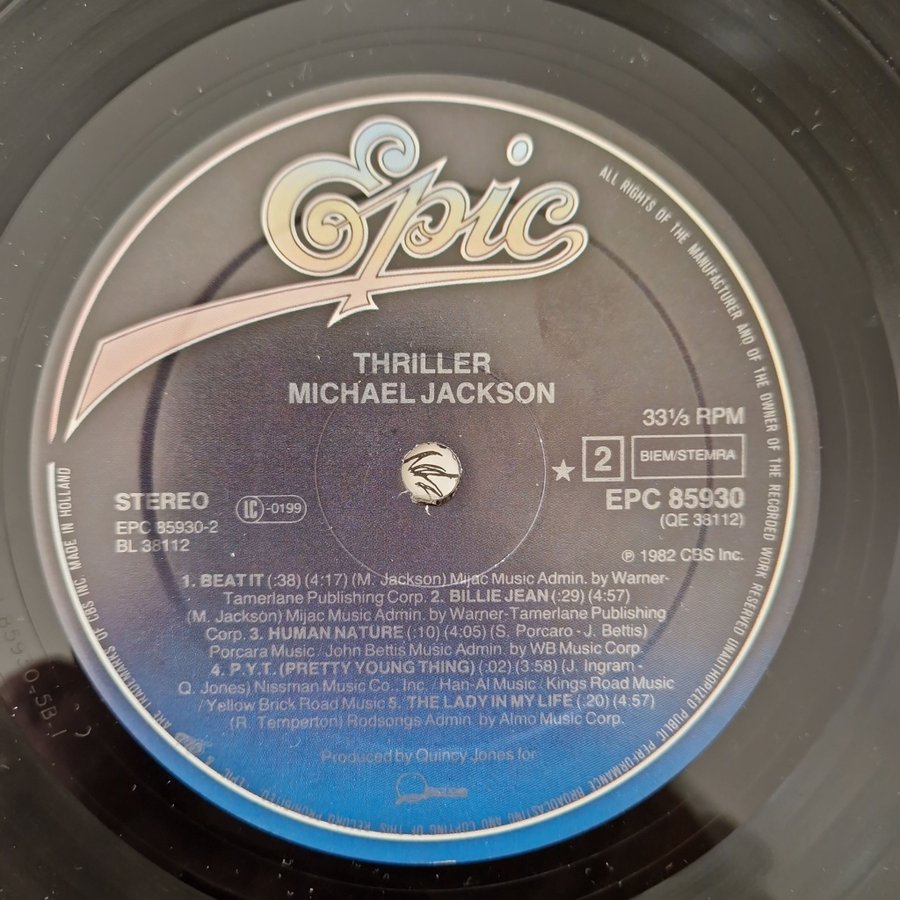 Epic
ALL RIGHTS OF THE MANUFACTURER AND OF THE OWNER OF THE RECORDED WORK RESERVED UNAUTHORIZED PUBLIC PERFORMANCE BROADCASTING AND COPYING OF THIS RECORD PROHIBITED
ARE TRADEMARKS OF CBS INC. MADE IN HOLLAND
THRILLER
MICHAEL JACKSON
33⅓ RPM
★ 2 BIEM/STEMRA
STEREO LC-0199 EPC 85930
EPC 85930-2 (QE 38112)
BL 38112
℗ 1982 CBS Inc.
1. BEAT IT (:38) (4:17) (M. Jackson) Mijac Music Admin. by Warner-
Tamerlane Publishing Corp. 2. BILLIE JEAN (:29) (4:57)
(M. Jackson) Mijac Music Admin. by Warner-Tamerlane Publishing
Corp. 3. HUMAN NATURE (:10) (4:05) (S. Porcaro - J. Bettis)
Porcara Music / John Bettis Music Admin. by WB Music Corp.
4. P.Y.T. (PRETTY YOUNG THING) (:02) (3:58) (J. Ingram -
Q. Jones) Nissman Music Co., Inc. / Han-Al Music / Kings Road Music
/ Yellow Brick Road Music 5. THE LADY IN MY LIFE (:20) (4:57)
(R. Temperton) Rodsongs Admin. by Almo Music Corp.
Produced by Quincy Jones for